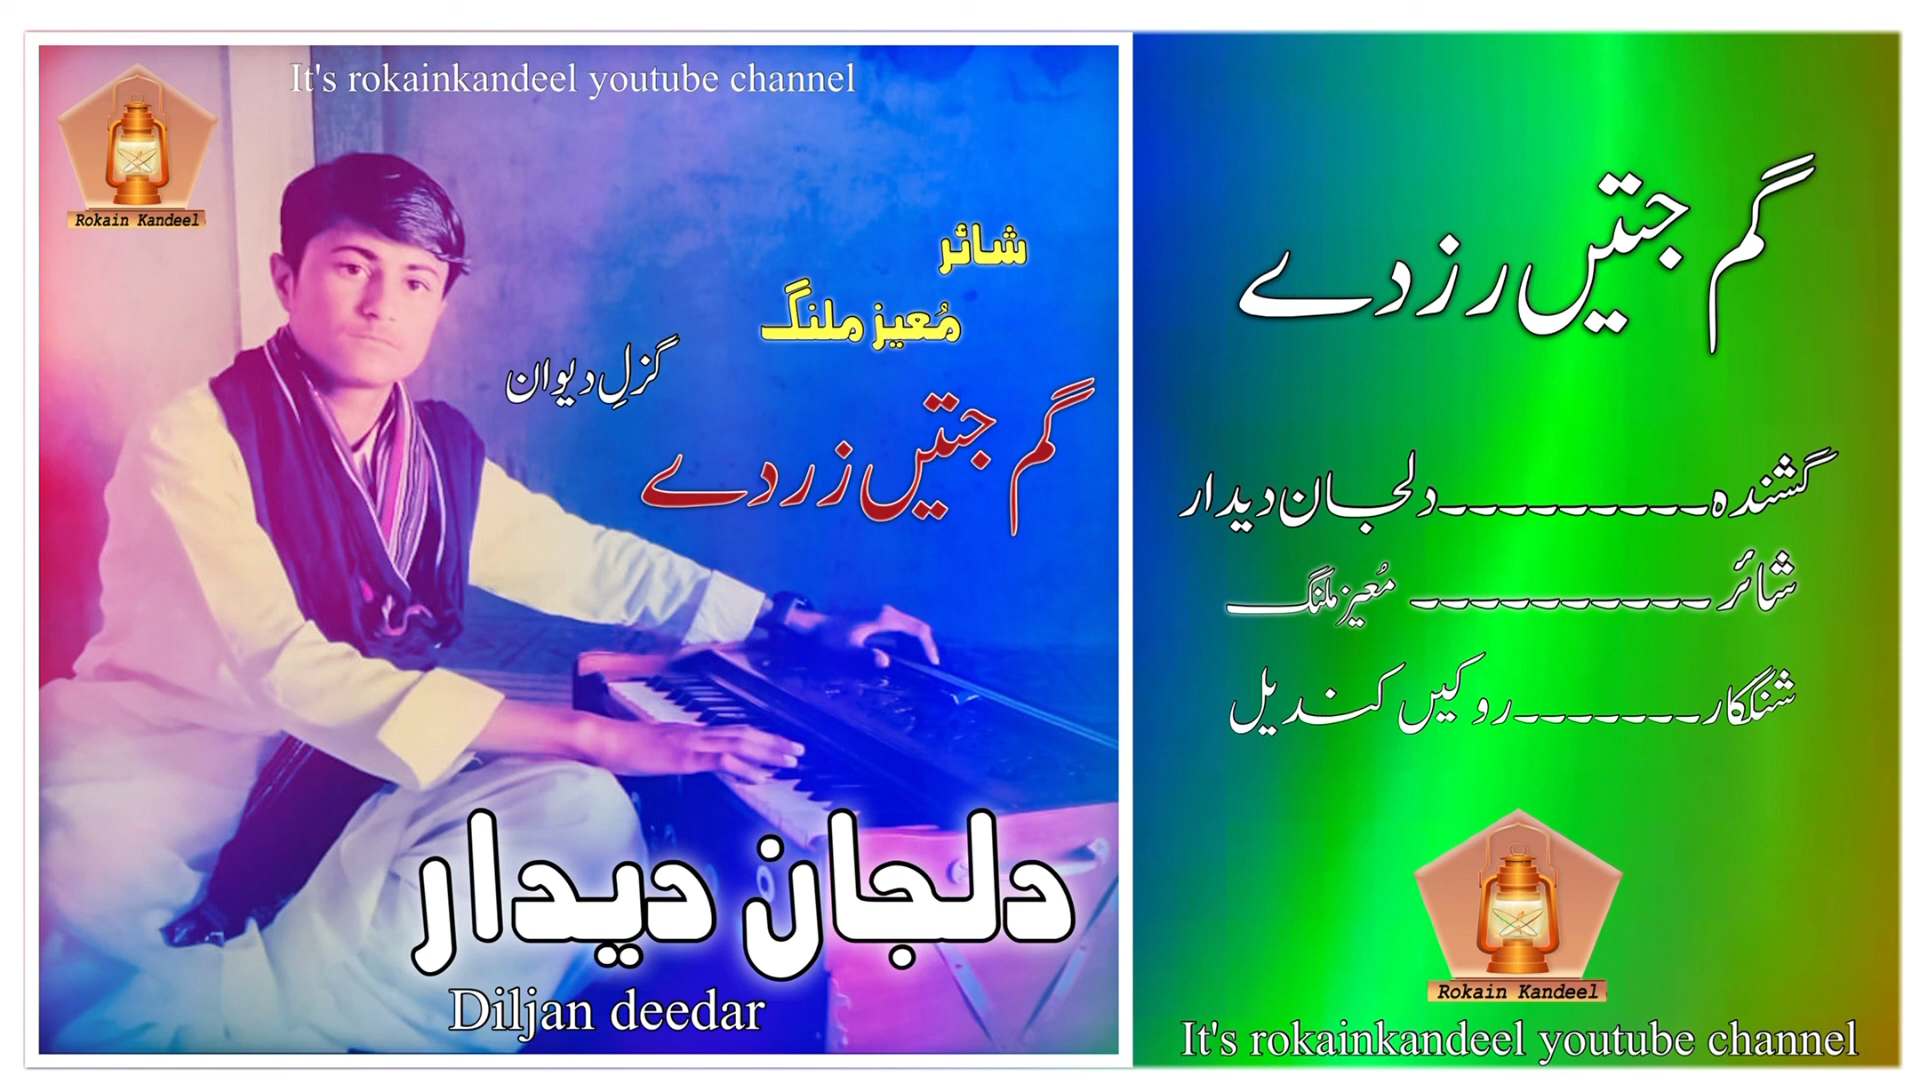 It's rokainkandeel youtube channel
Rokain Kandeel
شائر
مُعیز ملنگ
گزلِ دیوان
گم جتیں زردے
دلجان دیدار
Diljan deedar
گم جتیں رزدے
گشندہ۔۔۔۔۔۔۔۔۔دلجان دیدار
شائر۔۔۔۔۔۔۔۔۔۔ مُعیز ملنگ
شنگکار۔۔۔۔۔۔۔روکیں کندیل
Rokain Kandeel
It's rokainkandeel youtube channel